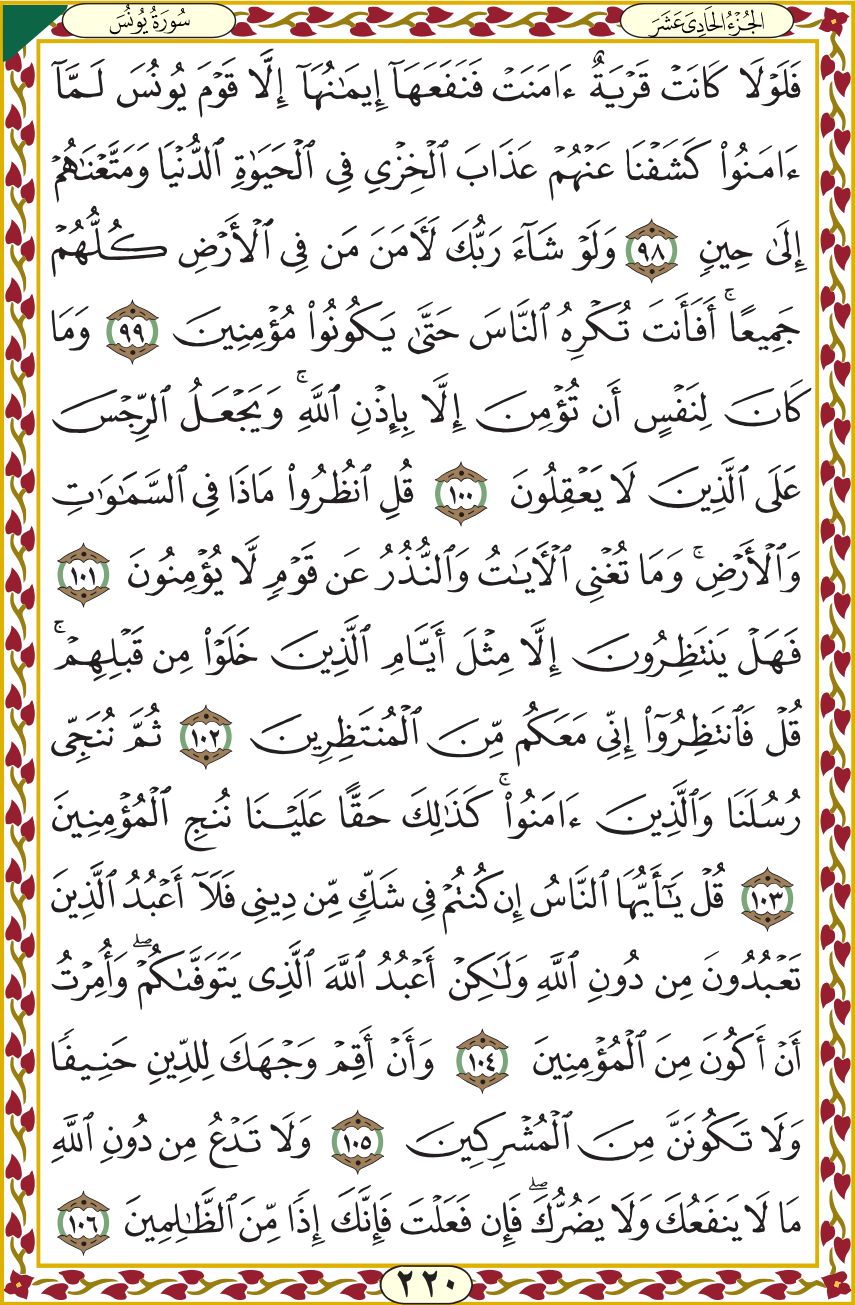 سُورَةُ يُونُسَ
الجُزْءُ الحَادِىَ عَشَرَ
فَلَوْلَا كَانَتْ قَرْيَةٌ ءَامَنَتْ فَنَفَعَهَآ إِيمَـٰنُهَآ إِلَّا قَوْمَ يُونُسَ لَمَّآ
ءَامَنُوا۟ كَشَفْنَا عَنْهُمْ عَذَابَ ٱلْخِزْىِ فِى ٱلْحَيَوٰةِ ٱلدُّنْيَا وَمَتَّعْنَـٰهُمْ
إِلَىٰ حِينٍ ٩٨ وَلَوْ شَآءَ رَبُّكَ لَـَٔامَنَ مَن فِى ٱلْأَرْضِ كُلُّهُمْ
جَمِيعًا ۚ أَفَأَنتَ تُكْرِهُ ٱلنَّاسَ حَتَّىٰ يَكُونُوا۟ مُؤْمِنِينَ ٩٩ وَمَا
كَانَ لِنَفْسٍ أَن تُؤْمِنَ إِلَّا بِإِذْنِ ٱللَّهِ ۚ وَيَجْعَلُ ٱلرِّجْسَ
عَلَى ٱلَّذِينَ لَا يَعْقِلُونَ ١٠٠ قُلِ ٱنظُرُوا۟ مَاذَا فِى ٱلسَّمَـٰوَٰتِ
وَٱلْأَرْضِ ۚ وَمَا تُغْنِى ٱلْـَٔايَـٰتُ وَٱلنُّذُرُ عَن قَوْمٍ لَّا يُؤْمِنُونَ ١٠١
فَهَلْ يَنتَظِرُونَ إِلَّا مِثْلَ أَيَّامِ ٱلَّذِينَ خَلَوْا۟ مِن قَبْلِهِمْ ۚ
قُلْ فَٱنتَظِرُوٓا۟ إِنِّى مَعَكُم مِّنَ ٱلْمُنتَظِرِينَ ١٠٢ ثُمَّ نُنَجِّى
رُسُلَنَا وَٱلَّذِينَ ءَامَنُوا۟ ۚ كَذَٰلِكَ حَقًّا عَلَيْنَا نُنجِ ٱلْمُؤْمِنِينَ
١٠٣ قُلْ يَـٰٓأَيُّهَا ٱلنَّاسُ إِن كُنتُمْ فِى شَكٍّ مِّن دِينِى فَلَآ أَعْبُدُ ٱلَّذِينَ
تَعْبُدُونَ مِن دُونِ ٱللَّهِ وَلَـٰكِنْ أَعْبُدُ ٱللَّهَ ٱلَّذِى يَتَوَفَّىٰكُمْ ۖ وَأُمِرْتُ
أَنْ أَكُونَ مِنَ ٱلْمُؤْمِنِينَ ١٠٤ وَأَنْ أَقِمْ وَجْهَكَ لِلدِّينِ حَنِيفًا
وَلَا تَكُونَنَّ مِنَ ٱلْمُشْرِكِينَ ١٠٥ وَلَا تَدْعُ مِن دُونِ ٱللَّهِ
مَا لَا يَنفَعُكَ وَلَا يَضُرُّكَ ۖ فَإِن فَعَلْتَ فَإِنَّكَ إِذًا مِّنَ ٱلظَّـٰلِمِينَ ١٠٦
٢٢٠